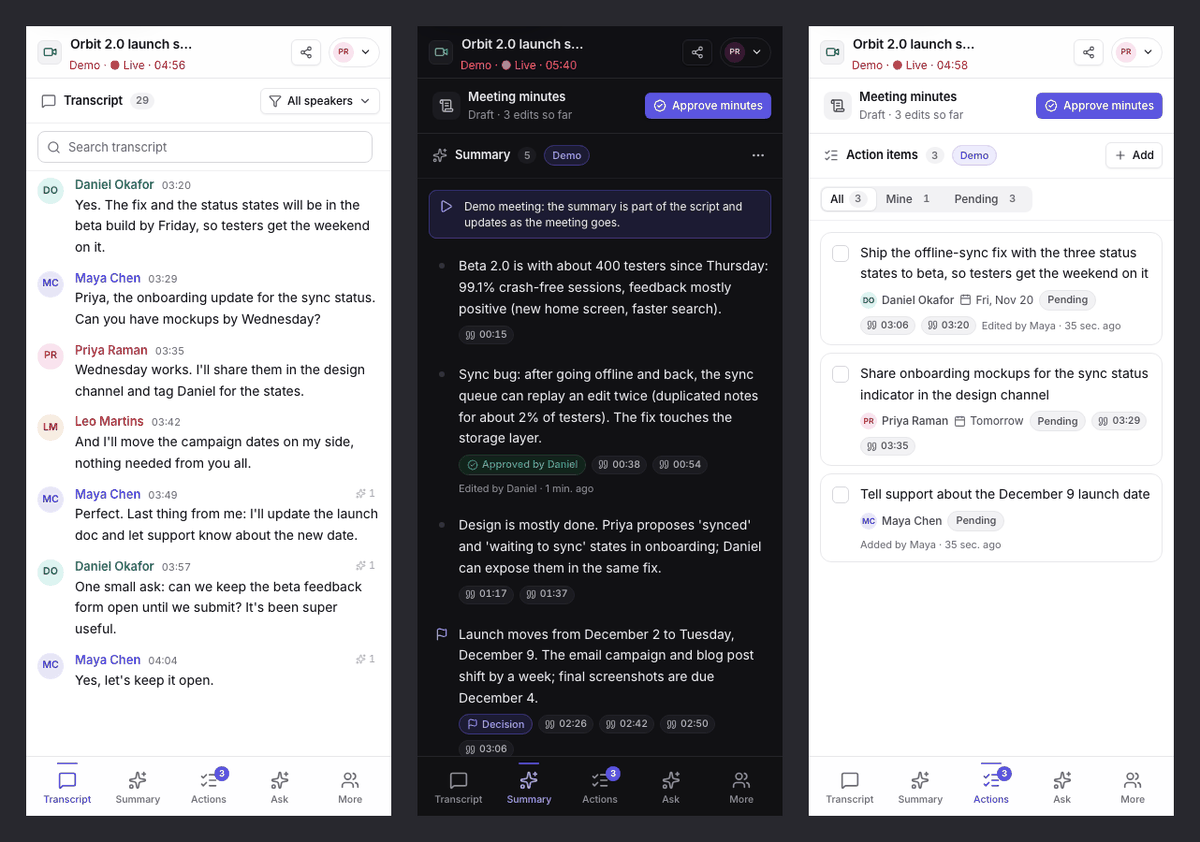 Orbit 2.0 launch s...
Demo · Live · 04:56
PR
Transcript 29
All speakers
Search transcript
DO Daniel Okafor 03:20
Yes. The fix and the status states will be in the
beta build by Friday, so testers get the weekend
on it.
MC Maya Chen 03:29
Priya, the onboarding update for the sync status.
Can you have mockups by Wednesday?
PR Priya Raman 03:35
Wednesday works. I'll share them in the design
channel and tag Daniel for the states.
LM Leo Martins 03:42
And I'll move the campaign dates on my side,
nothing needed from you all.
MC Maya Chen 03:49 1
Perfect. Last thing from me: I'll update the launch
doc and let support know about the new date.
DO Daniel Okafor 03:57 1
One small ask: can we keep the beta feedback
form open until we submit? It's been super
useful.
MC Maya Chen 04:04 1
Yes, let's keep it open.
3
Transcript Summary Actions Ask More
Orbit 2.0 launch s...
Demo · Live · 05:40
PR
Meeting minutes
Draft · 3 edits so far
Approve minutes
Summary 5 Demo
Demo meeting: the summary is part of the script and
updates as the meeting goes.
Beta 2.0 is with about 400 testers since Thursday:
99.1% crash-free sessions, feedback mostly
positive (new home screen, faster search).
00:15
Sync bug: after going offline and back, the sync
queue can replay an edit twice (duplicated notes
for about 2% of testers). The fix touches the
storage layer.
Approved by Daniel 00:38 00:54
Edited by Daniel · 1 min. ago
Design is mostly done. Priya proposes 'synced'
and 'waiting to sync' states in onboarding; Daniel
can expose them in the same fix.
01:17 01:37
Launch moves from December 2 to Tuesday,
December 9. The email campaign and blog post
shift by a week; final screenshots are due
December 4.
Decision 02:26 02:42 02:50
03:06
3
Transcript Summary Actions Ask More
Orbit 2.0 launch s...
Demo · Live · 04:58
PR
Meeting minutes
Draft · 3 edits so far
Approve minutes
Action items 3 Demo
Add
All 3 Mine 1 Pending 3
Ship the offline-sync fix with the three status
states to beta, so testers get the weekend on it
DO Daniel Okafor Fri, Nov 20 Pending
03:06 03:20 Edited by Maya · 35 sec. ago
Share onboarding mockups for the sync status
indicator in the design channel
PR Priya Raman Tomorrow Pending 03:29
03:35
Tell support about the December 9 launch date
MC Maya Chen Pending
Added by Maya · 35 sec. ago
3
Transcript Summary Actions Ask More